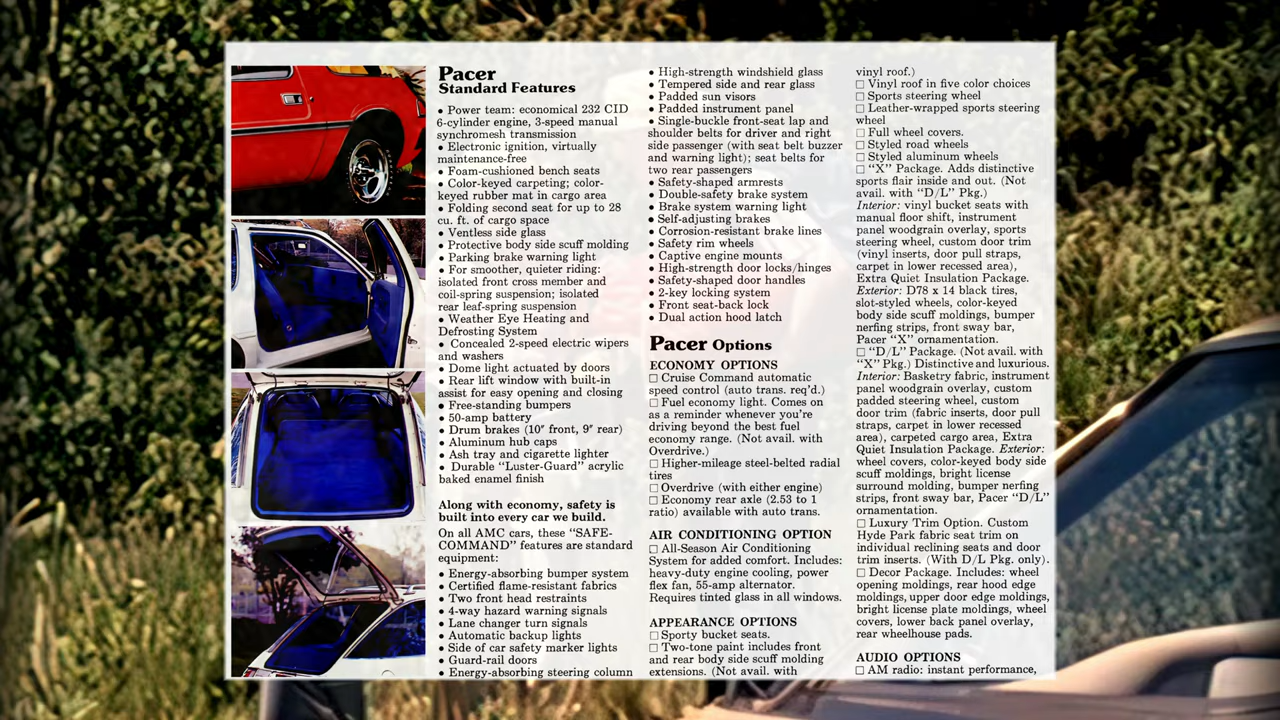 Pacer
Standard Features
• Power team: economical 232 CID
6-cylinder engine, 3-speed manual
synchromesh transmission
• Electronic ignition, virtually
maintenance-free
• Foam-cushioned bench seats
• Color-keyed carpeting; color-
keyed rubber mat in cargo area
• Folding second seat for up to 28
cu. ft. of cargo space
• Ventless side glass
• Protective body side scuff molding
• Parking brake warning light
• For smoother, quieter riding:
isolated front cross member and
coil-spring suspension; isolated
rear leaf-spring suspension
• Weather Eye Heating and
Defrosting System
• Concealed 2-speed electric wipers
and washers
• Dome light actuated by doors
• Rear lift window with built-in
assist for easy opening and closing
• Free-standing bumpers
• 50-amp battery
• Drum brakes (10″ front, 9″ rear)
• Aluminum hub caps
• Ash tray and cigarette lighter
• Durable “Luster-Guard” acrylic
baked enamel finish
Along with economy, safety is
built into every car we build.
On all AMC cars, these “SAFE-
COMMAND” features are standard
equipment:
• Energy-absorbing bumper system
• Certified flame-resistant fabrics
• Two front head restraints
• 4-way hazard warning signals
• Lane changer turn signals
• Automatic backup lights
• Side of car safety marker lights
• Guard-rail doors
• Energy-absorbing steering column
• High-strength windshield glass
• Tempered side and rear glass
• Padded sun visors
• Padded instrument panel
• Single-buckle front-seat lap and
shoulder belts for driver and right
side passenger (with seat belt buzzer
and warning light); seat belts for
two rear passengers
• Safety-shaped armrests
• Double-safety brake system
• Brake system warning light
• Self-adjusting brakes
• Corrosion-resistant brake lines
• Safety rim wheels
• Captive engine mounts
• High-strength door locks/hinges
• Safety-shaped door handles
• 2-key locking system
• Front seat-back lock
• Dual action hood latch
Pacer Options
ECONOMY OPTIONS
□ Cruise Command automatic
speed control (auto trans. req’d.)
□ Fuel economy light. Comes on
as a reminder whenever you’re
driving beyond the best fuel
economy range. (Not avail. with
Overdrive.)
□ Higher-mileage steel-belted radial
tires
□ Overdrive (with either engine)
□ Economy rear axle (2.53 to 1
ratio) available with auto trans.
AIR CONDITIONING OPTION
□ All-Season Air Conditioning
System for added comfort. Includes:
heavy-duty engine cooling, power
flex fan, 55-amp alternator.
Requires tinted glass in all windows.
APPEARANCE OPTIONS
□ Sporty bucket seats.
□ Two-tone paint includes front
and rear body side scuff molding
extensions. (Not avail. with
vinyl roof.)
□ Vinyl roof in five color choices
□ Sports steering wheel
□ Leather-wrapped sports steering
wheel
□ Full wheel covers.
□ Styled road wheels
□ Styled aluminum wheels
□ “X” Package. Adds distinctive
sports flair inside and out. (Not
avail. with “D/L” Pkg.)
Interior: vinyl bucket seats with
manual floor shift, instrument
panel woodgrain overlay, sports
steering wheel, custom door trim
(vinyl inserts, door pull straps,
carpet in lower recessed area),
Extra Quiet Insulation Package.
Exterior: D78 x 14 black tires,
slot-styled wheels, color-keyed
body side scuff moldings, bumper
nerfing strips, front sway bar,
Pacer “X” ornamentation.
□ “D/L” Package. (Not avail. with
“X” Pkg.) Distinctive and luxurious.
Interior: Basketry fabric, instrument
panel woodgrain overlay, custom
padded steering wheel, custom
door trim (fabric inserts, door pull
straps, carpet in lower recessed
area), carpeted cargo area, Extra
Quiet Insulation Package. Exterior:
wheel covers, color-keyed body side
scuff moldings, bright license
surround molding, bumper nerfing
strips, front sway bar, Pacer “D/L”
ornamentation.
□ Luxury Trim Option. Custom
Hyde Park fabric seat trim on
individual reclining seats and door
trim inserts. (With D/L Pkg. only).
□ Decor Package. Includes: wheel
opening moldings, rear hood edge
moldings, upper door edge moldings,
bright license plate moldings, wheel
covers, lower back panel overlay,
rear wheelhouse pads.
AUDIO OPTIONS
□ AM radio: instant performance,